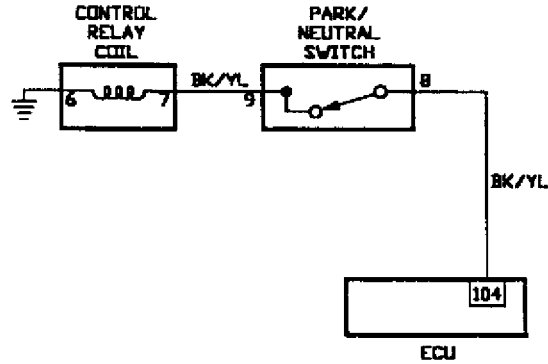 CONTROL
RELAY
COIL
PARK/
NEUTRAL
SWITCH
6
7
BK/YL
9
8
BK/YL
104
ECU